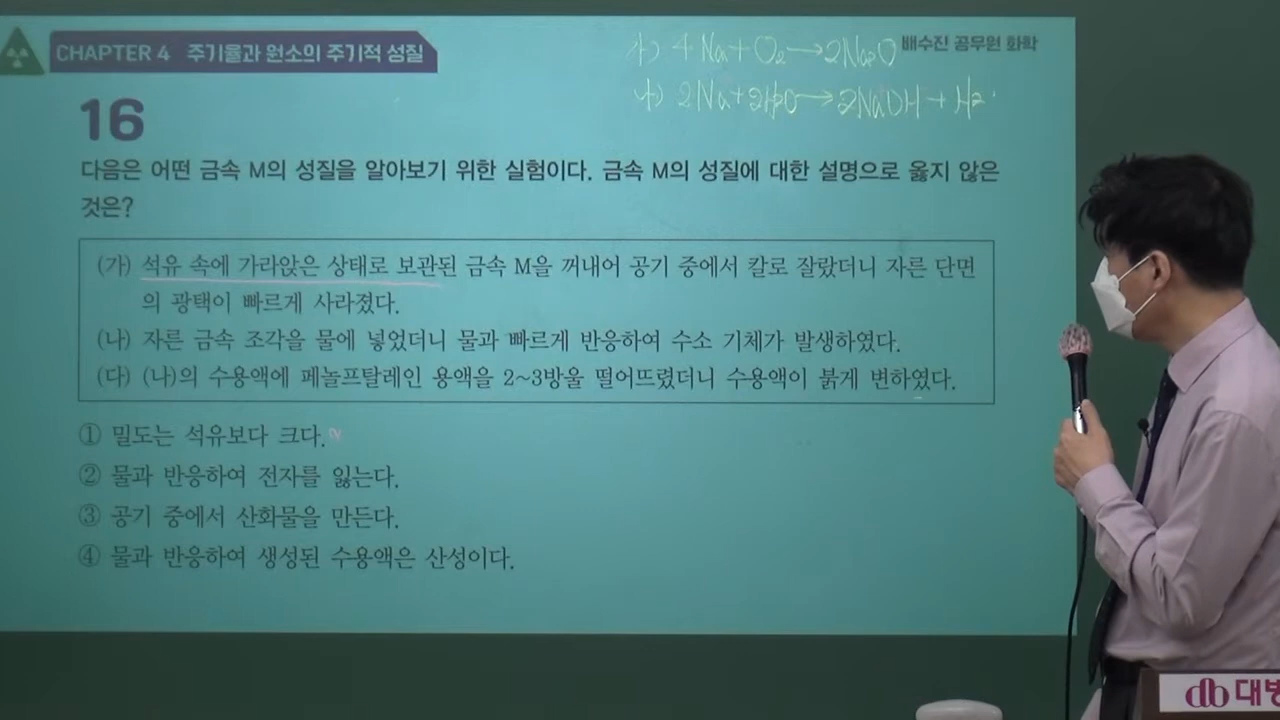 CHAPTER 4 주기율과 원소의 주기적 성질
배수진 공무원 화학
가) 4Na + O₂ → 2Na₂O
나) 2Na + 2H₂O → 2NaOH + H₂
16
다음은 어떤 금속 M의 성질을 알아보기 위한 실험이다. 금속 M의 성질에 대한 설명으로 옳지 않은
것은?
(가) 석유 속에 가라앉은 상태로 보관된 금속 M을 꺼내어 공기 중에서 칼로 잘랐더니 자른 단면
의 광택이 빠르게 사라졌다.
(나) 자른 금속 조각을 물에 넣었더니 물과 빠르게 반응하여 수소 기체가 발생하였다.
(다) (나)의 수용액에 페놀프탈레인 용액을 2~3방울 떨어뜨렸더니 수용액이 붉게 변하였다.
① 밀도는 석유보다 크다.
② 물과 반응하여 전자를 잃는다.
③ 공기 중에서 산화물을 만든다.
④ 물과 반응하여 생성된 수용액은 산성이다.